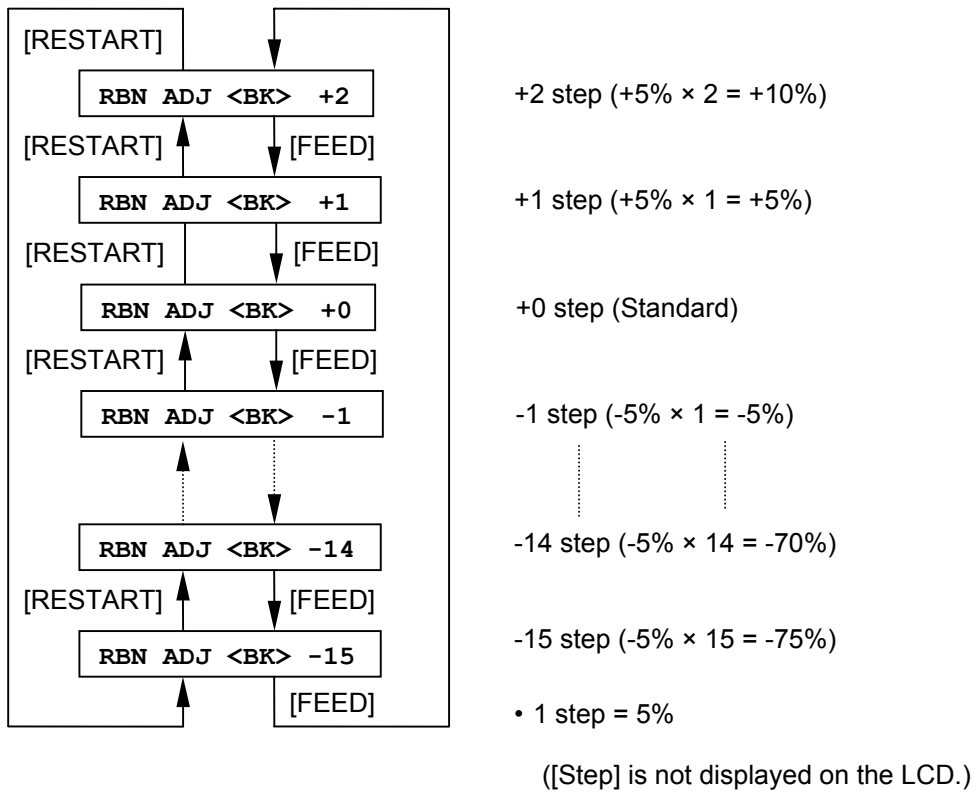 [RESTART]
RBN ADJ <BK> +2
+2 step (+5% × 2 = +10%)
[RESTART] [FEED]
RBN ADJ <BK> +1
+1 step (+5% × 1 = +5%)
[RESTART] [FEED]
RBN ADJ <BK> +0
+0 step (Standard)
[RESTART] [FEED]
RBN ADJ <BK> -1
-1 step (-5% × 1 = -5%)
RBN ADJ <BK> -14
-14 step (-5% × 14 = -70%)
[RESTART] [FEED]
RBN ADJ <BK> -15
-15 step (-5% × 15 = -75%)
[FEED]
• 1 step = 5%
([Step] is not displayed on the LCD.)